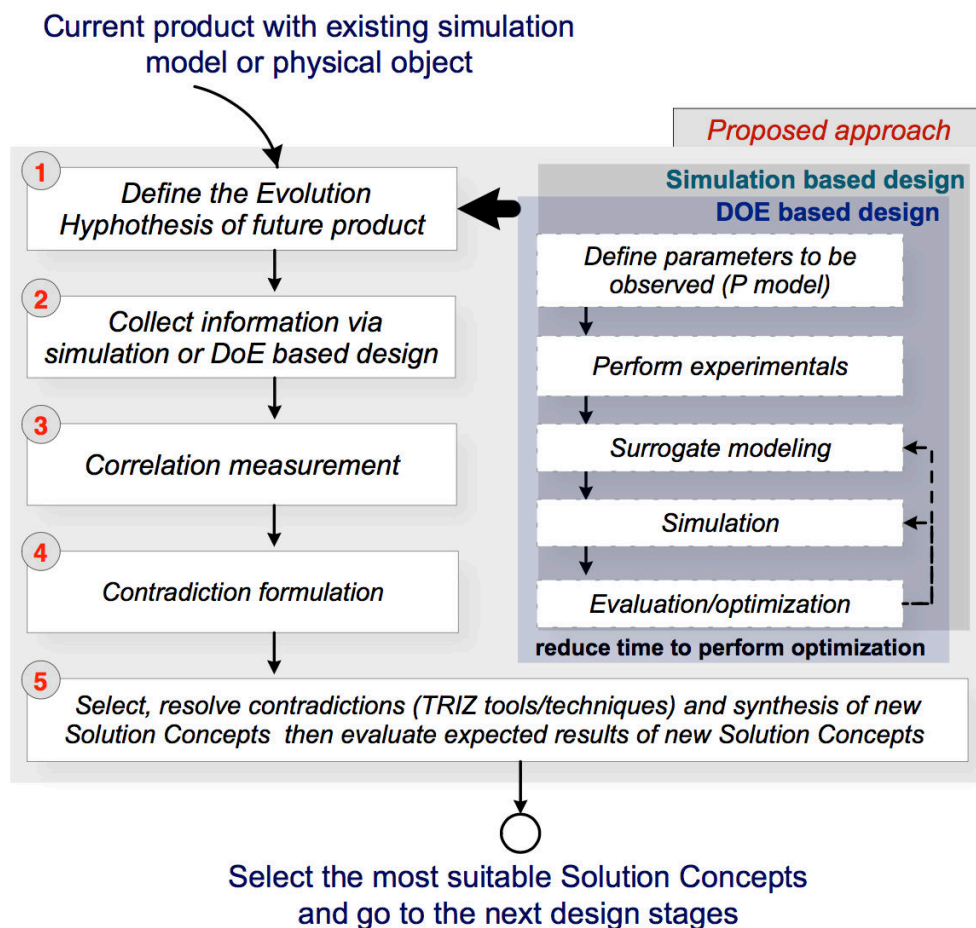 Current product with existing simulation
model or physical object
Proposed approach
1
Define the Evolution
Hyphothesis of future product
2
Collect information via
simulation or DoE based design
3
Correlation measurement
4
Contradiction formulation
Simulation based design
DOE based design
Define parameters to be
observed (P model)
Perform experimentals
Surrogate modeling
Simulation
Evaluation/optimization
reduce time to perform optimization
5
Select, resolve contradictions (TRIZ tools/techniques) and synthesis of new
Solution Concepts then evaluate expected results of new Solution Concepts
Select the most suitable Solution Concepts
and go to the next design stages